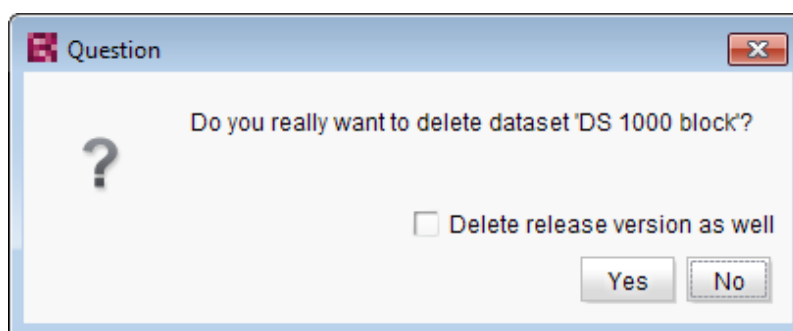 Question
Do you really want to delete dataset 'DS 1000 block'?
?
Delete release version as well
Yes
No